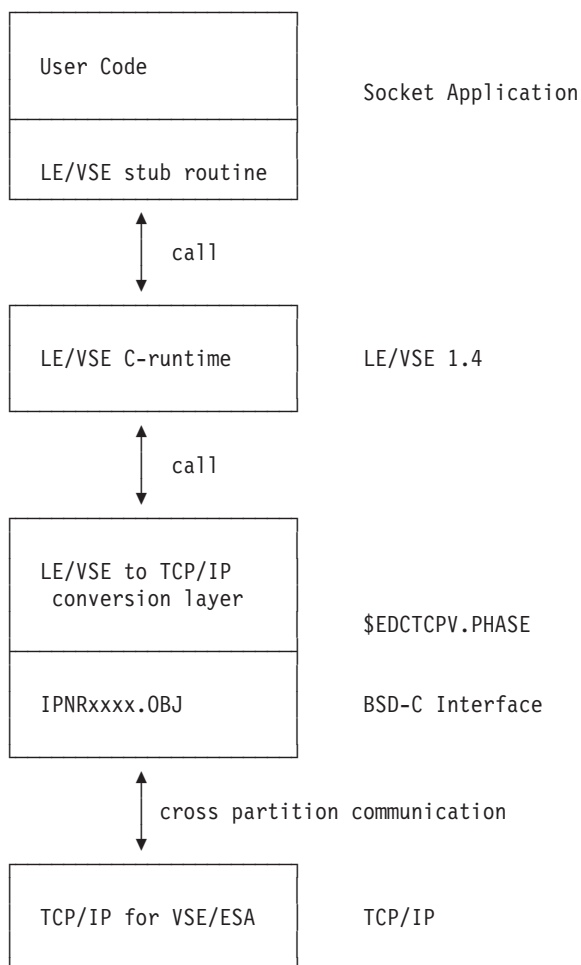 User Code
Socket Application
LE/VSE stub routine
call
LE/VSE C-runtime LE/VSE 1.4
call
LE/VSE to TCP/IP
conversion layer
$EDCTCPV.PHASE
IPNRxxxx.OBJ BSD-C Interface
cross partition communication
TCP/IP for VSE/ESA TCP/IP